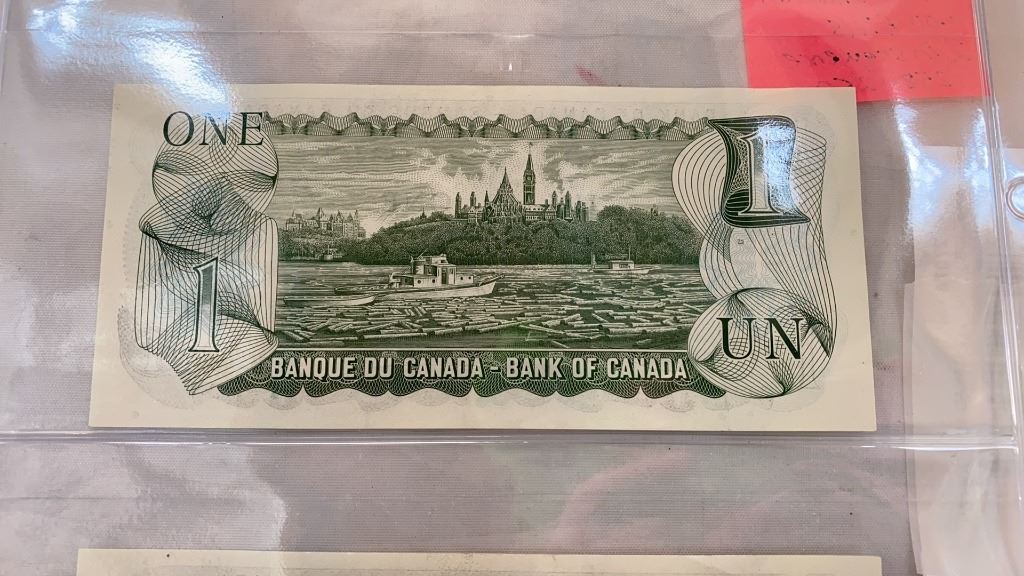 ONE
1
1
UN
BANQUE DU CANADA - BANK OF CANADA